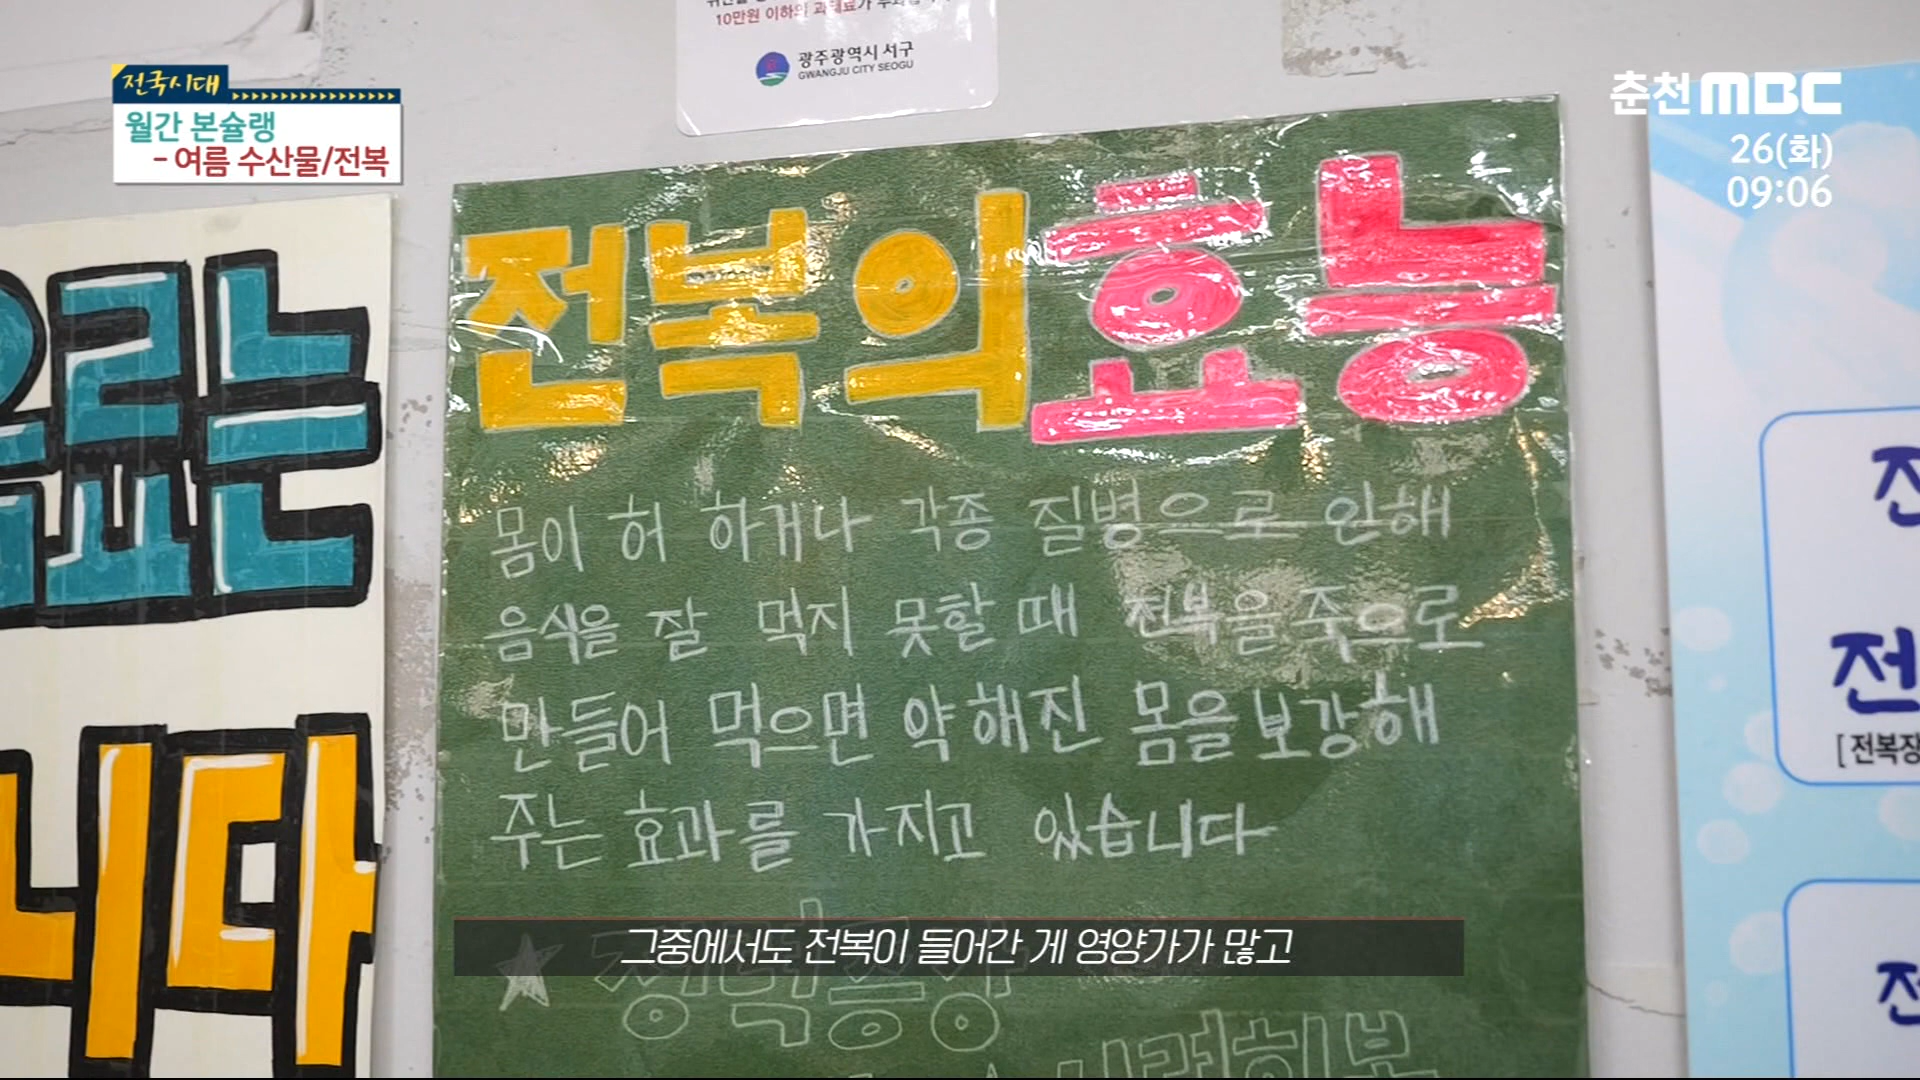 10만원 이하의 과태료가
광주광역시 서구
GWANGJU CITY SEOGU
전국시대
월간 본슐랭
- 여름 수산물/전복
춘천MBC
26(화)
09:06
전복의효능
몸이 허 하거나 각종 질병으로 인해
음식을 잘 먹지 못할 때 전복을 죽으로
만들어 먹으면 약해진 몸을 보강해
주는 효과를 가지고 있습니다
그중에서도 전복이 들어간 게 영양가가 많고
료는
니다
전
[ 전복장